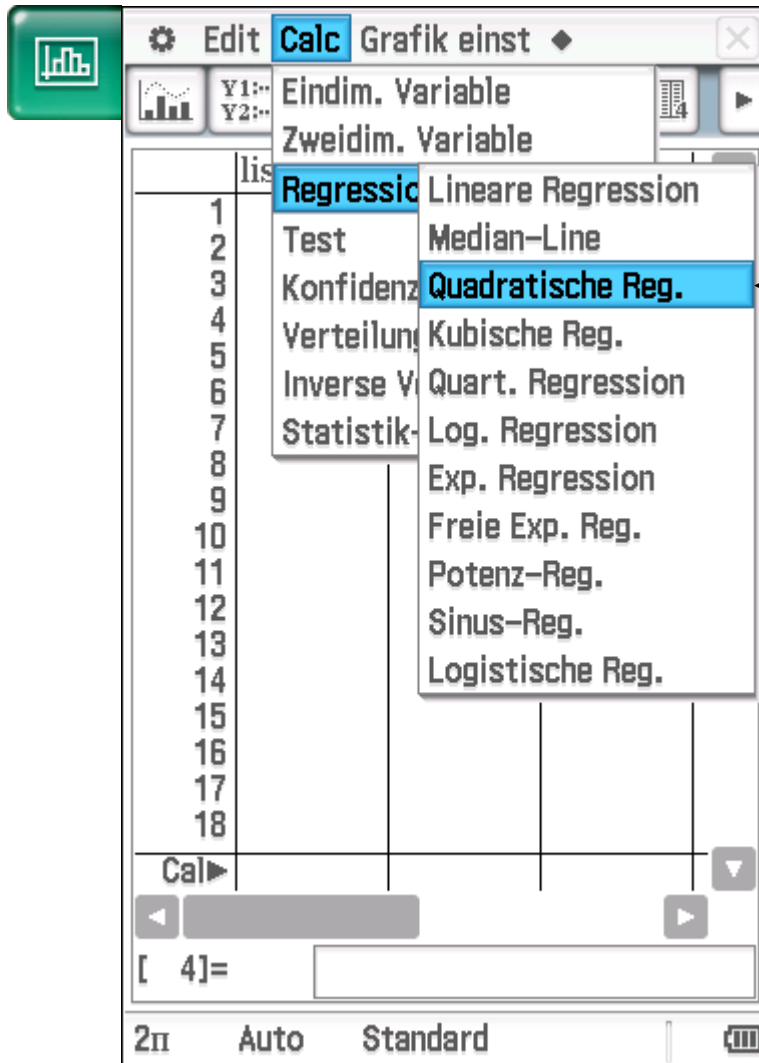 Edit Calc Grafik einst
Y1:··
Y2:··
4
Eindim. Variable
Zweidim. Variable
lis
Regressio
Lineare Regression
1
Test
Median-Line
2
3
Konfidenz
Quadratische Reg.
4
Verteilun
Kubische Reg.
5
6
Inverse V
Quart. Regression
7
Statistik-
Log. Regression
8
Exp. Regression
9
10
Freie Exp. Reg.
11
Potenz-Reg.
12
Sinus-Reg.
13
14
Logistische Reg.
15
16
17
18
Cal▶
[ 4]=
2π Auto Standard